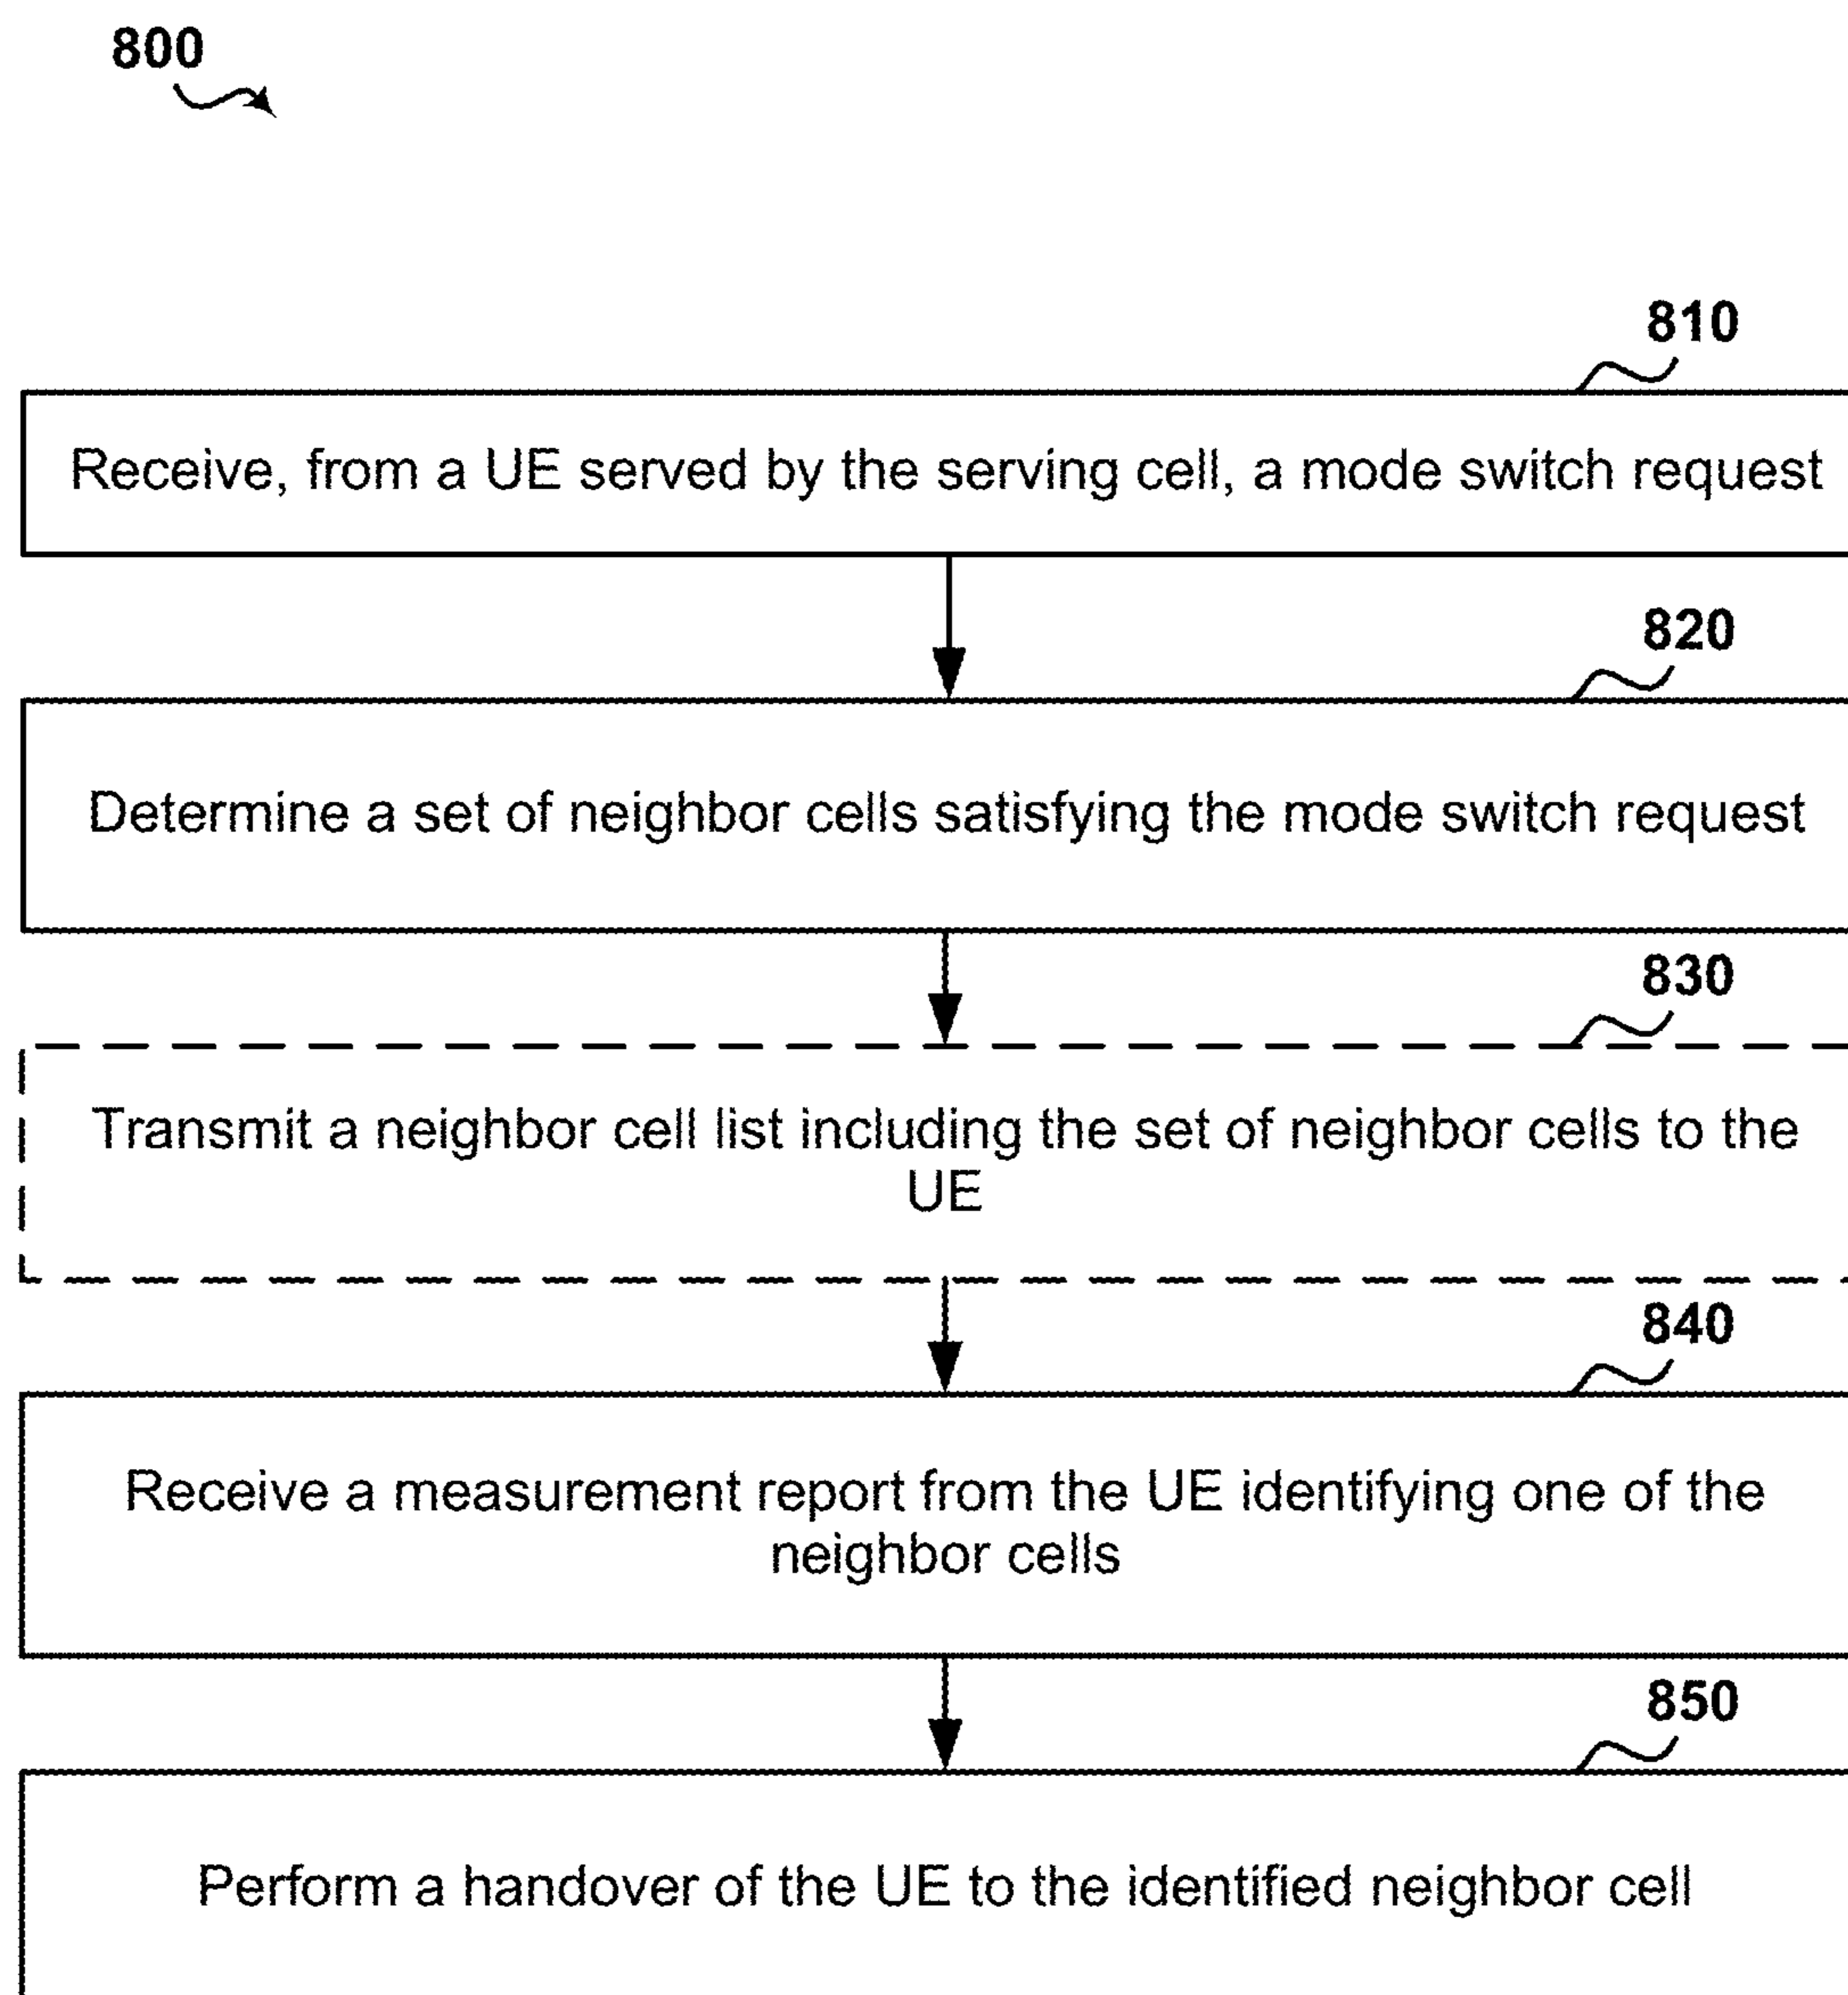 800
810
Receive, from a UE served by the serving cell, a mode switch request
820
Determine a set of neighbor cells satisfying the mode switch request
830
Transmit a neighbor cell list including the set of neighbor cells to the
UE
840
Receive a measurement report from the UE identifying one of the
neighbor cells
850
Perform a handover of the UE to the identified neighbor cell